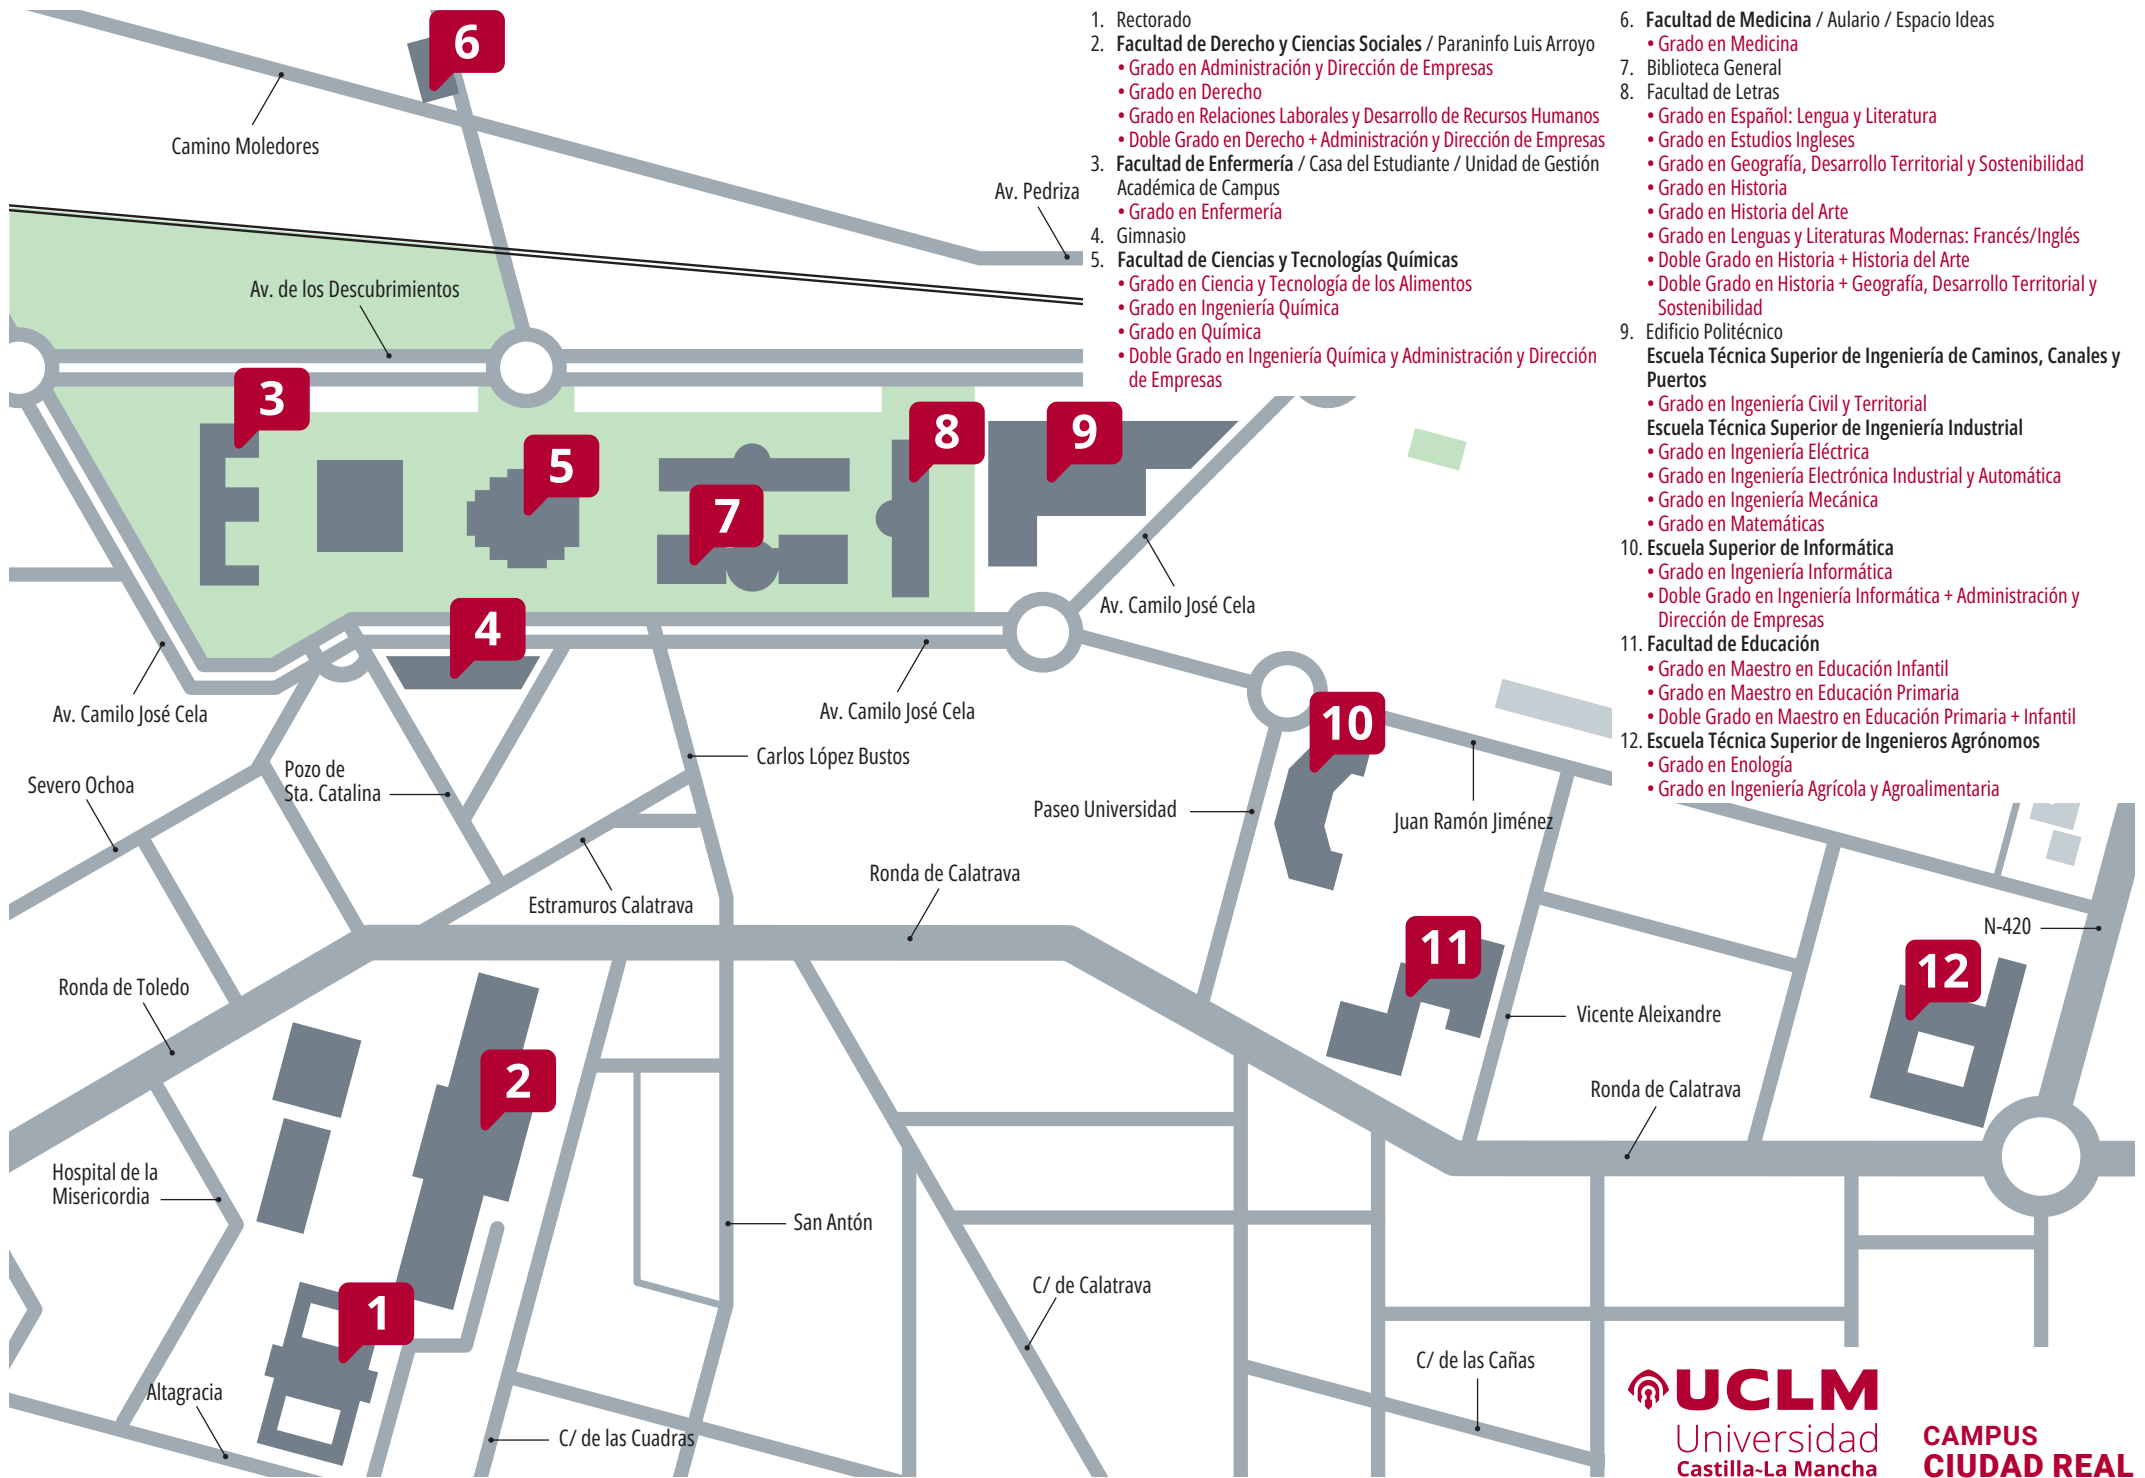 1. Rectorado
2. Facultad de Derecho y Ciencias Sociales / Paraninfo Luis Arroyo
• Grado en Administración y Dirección de Empresas
• Grado en Derecho
• Grado en Relaciones Laborales y Desarrollo de Recursos Humanos
• Doble Grado en Derecho + Administración y Dirección de Empresas
3. Facultad de Enfermería / Casa del Estudiante / Unidad de Gestión
Académica de Campus
• Grado en Enfermería
4. Gimnasio
5. Facultad de Ciencias y Tecnologías Químicas
• Grado en Ciencia y Tecnología de los Alimentos
• Grado en Ingeniería Química
• Grado en Química
• Doble Grado en Ingeniería Química y Administración y Dirección
de Empresas
6. Facultad de Medicina / Aulario / Espacio Ideas
• Grado en Medicina
7. Biblioteca General
8. Facultad de Letras
• Grado en Español: Lengua y Literatura
• Grado en Estudios Ingleses
• Grado en Geografía, Desarrollo Territorial y Sostenibilidad
• Grado en Historia
• Grado en Historia del Arte
• Grado en Lenguas y Literaturas Modernas: Francés/Inglés
• Doble Grado en Historia + Historia del Arte
• Doble Grado en Historia + Geografía, Desarrollo Territorial y
Sostenibilidad
9. Edificio Politécnico
Escuela Técnica Superior de Ingeniería de Caminos, Canales y
Puertos
• Grado en Ingeniería Civil y Territorial
Escuela Técnica Superior de Ingeniería Industrial
• Grado en Ingeniería Eléctrica
• Grado en Ingeniería Electrónica Industrial y Automática
• Grado en Ingeniería Mecánica
• Grado en Matemáticas
10. Escuela Superior de Informática
• Grado en Ingeniería Informática
• Doble Grado en Ingeniería Informática + Administración y
Dirección de Empresas
11. Facultad de Educación
• Grado en Maestro en Educación Infantil
• Grado en Maestro en Educación Primaria
• Doble Grado en Maestro en Educación Primaria + Infantil
12. Escuela Técnica Superior de Ingenieros Agrónomos
• Grado en Enología
• Grado en Ingeniería Agrícola y Agroalimentaria
6
Camino Moledores
Av. Pedriza
Av. de los Descubrimientos
3
5
7
8
9
4
Av. Camilo José Cela
Av. Camilo José Cela
Av. Camilo José Cela
10
Carlos López Bustos
Severo Ochoa
Pozo de
Sta. Catalina
Paseo Universidad
Juan Ramón Jiménez
Ronda de Calatrava
Estramuros Calatrava
11
12
N-420
Ronda de Toledo
Vicente Aleixandre
2
Ronda de Calatrava
Hospital de la
Misericordia
San Antón
C/ de Calatrava
1
C/ de las Cañas
Altagracia
C/ de las Cuadras
UCLM
Universidad
Castilla~La Mancha
CAMPUS
CIUDAD REAL